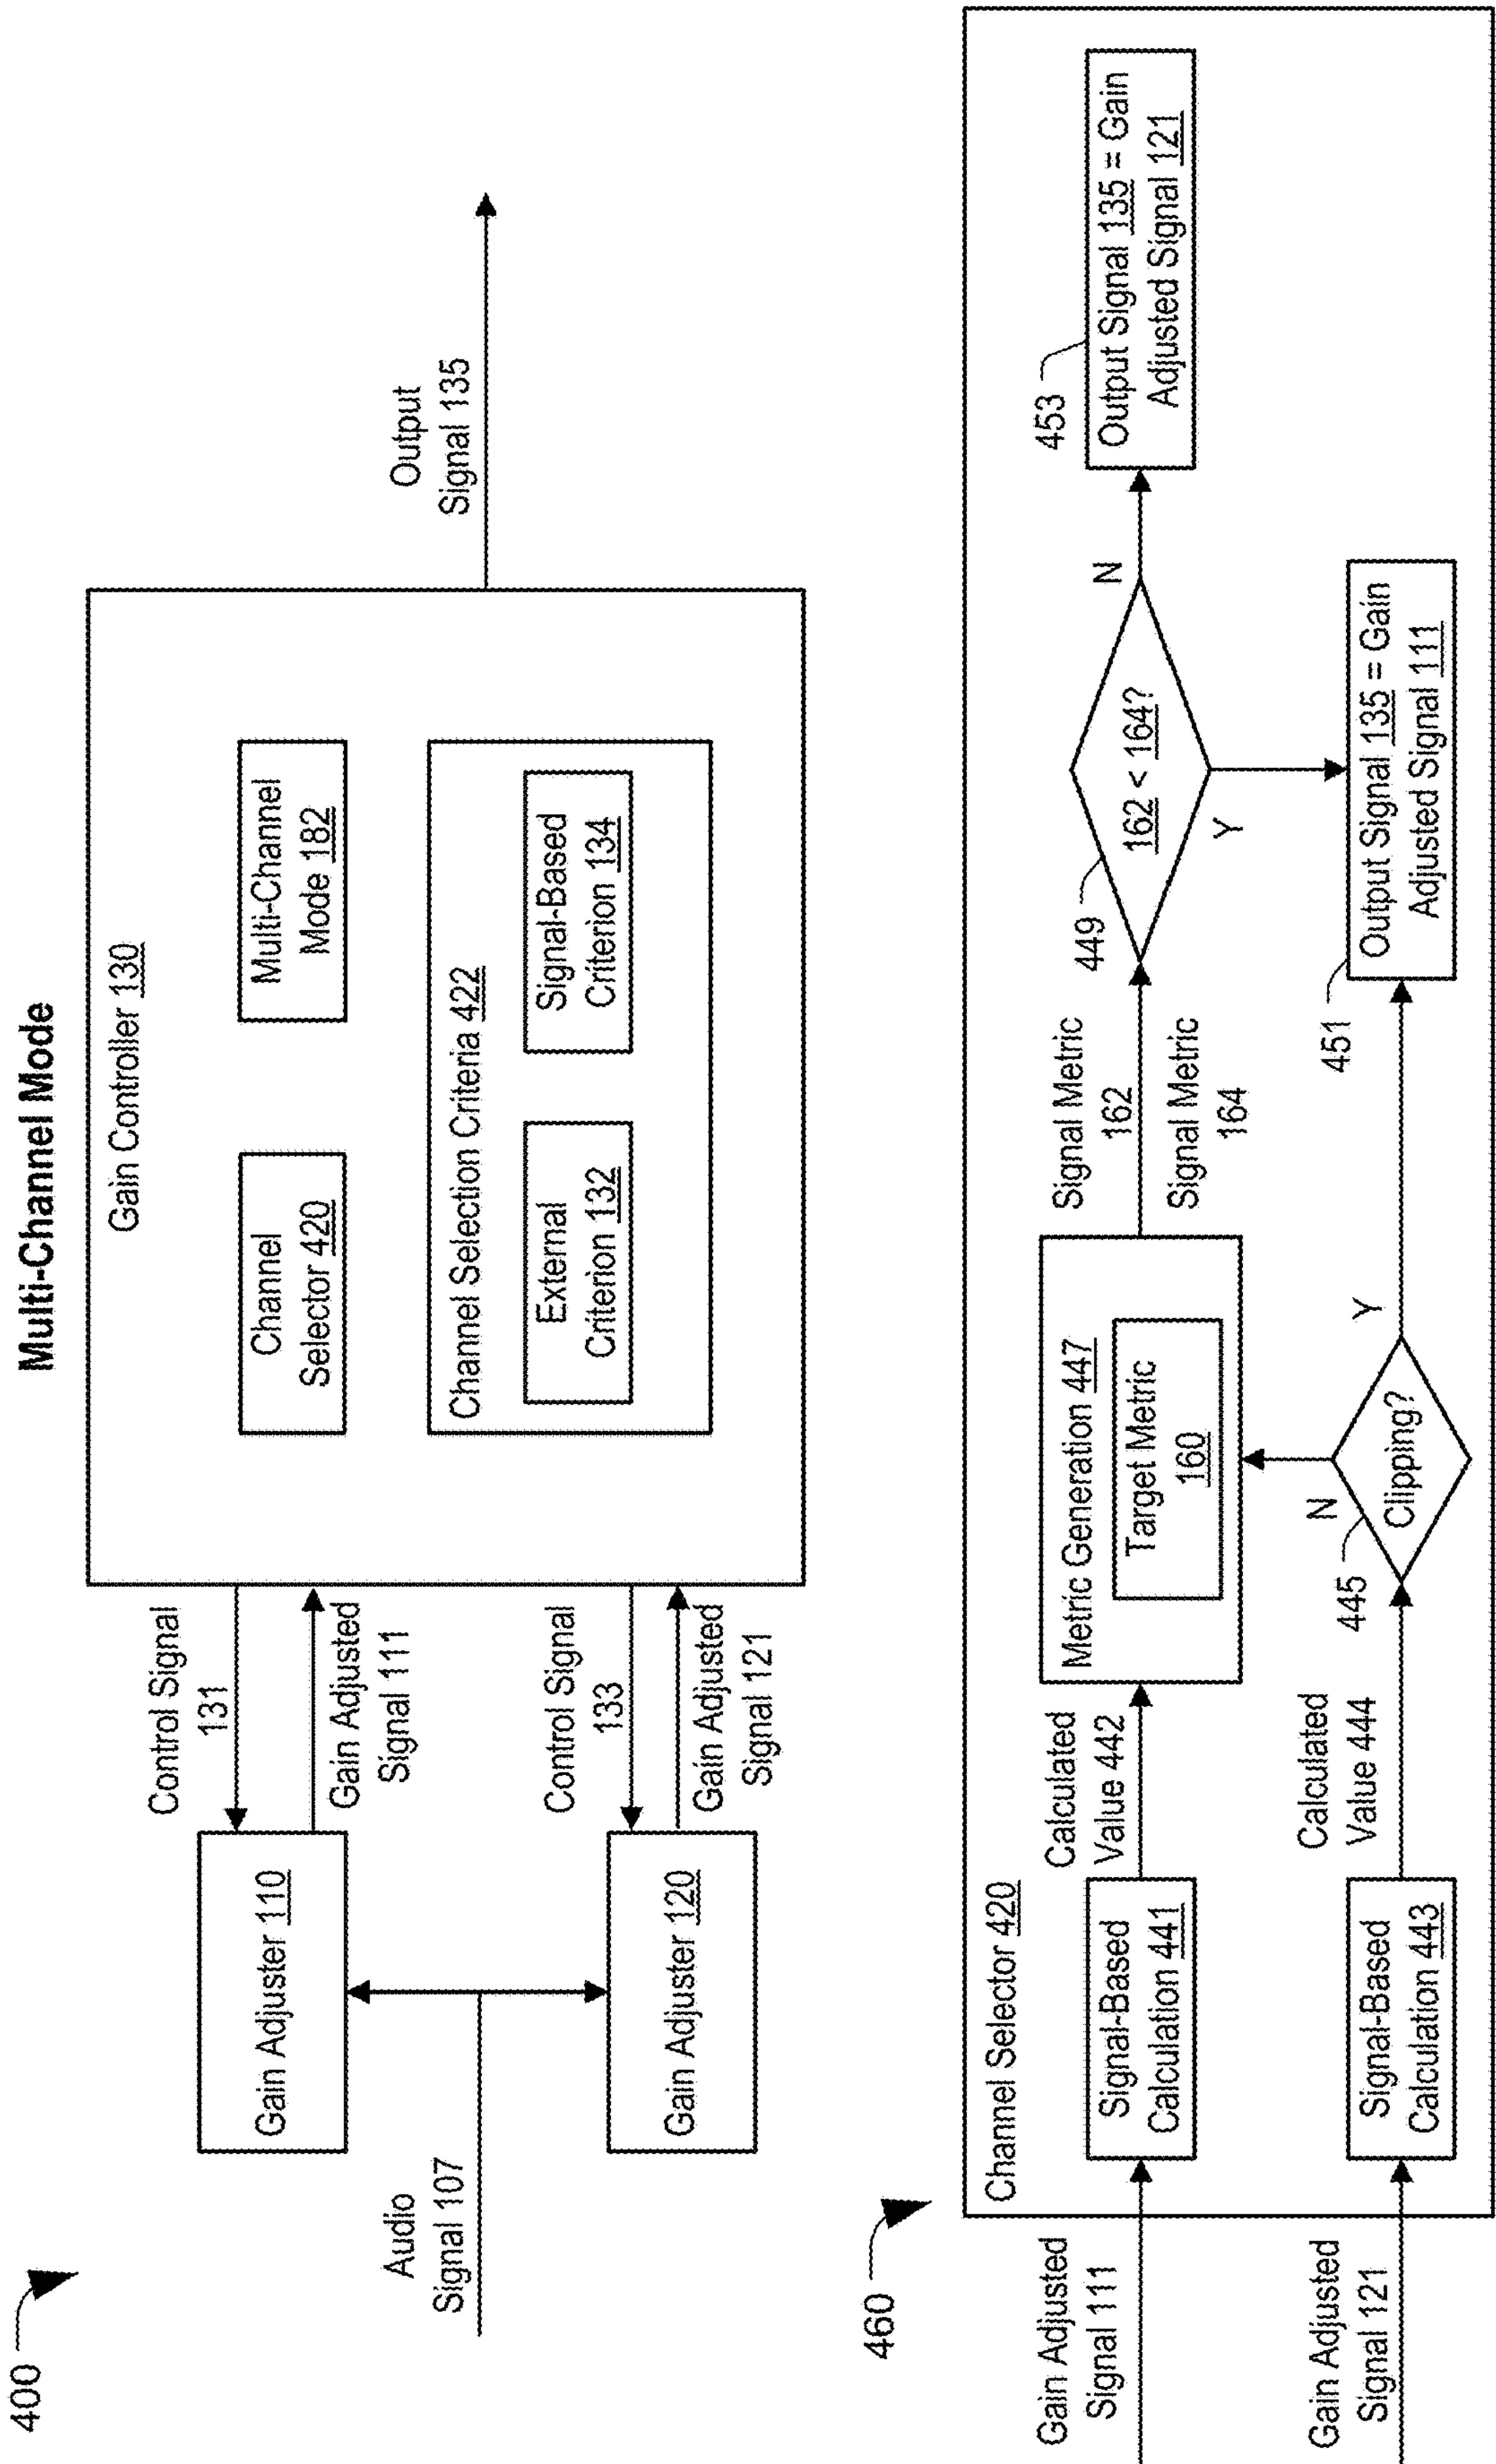 Multi-Channel Mode
400
Audio
Signal 107
Gain Adjuster 110
Gain Adjuster 120
Control Signal
131
Gain Adjusted
Signal 111
Control Signal
133
Gain Adjusted
Signal 121
Gain Controller 130
Channel
Selector 420
Multi-Channel
Mode 182
Channel Selection Criteria 422
External
Criterion 132
Signal-Based
Criterion 134
Output
Signal 135
460
Gain Adjusted
Signal 111
Gain Adjusted
Signal 121
Channel Selector 420
Signal-Based
Calculation 441
Signal-Based
Calculation 443
Calculated
Value 442
Calculated
Value 444
Metric Generation 447
Target Metric
160
445
N
Clipping?
Y
Signal Metric
162
Signal Metric
164
449
162 < 164?
N
Y
451
Output Signal 135 = Gain
Adjusted Signal 111
453
Output Signal 135 = Gain
Adjusted Signal 121